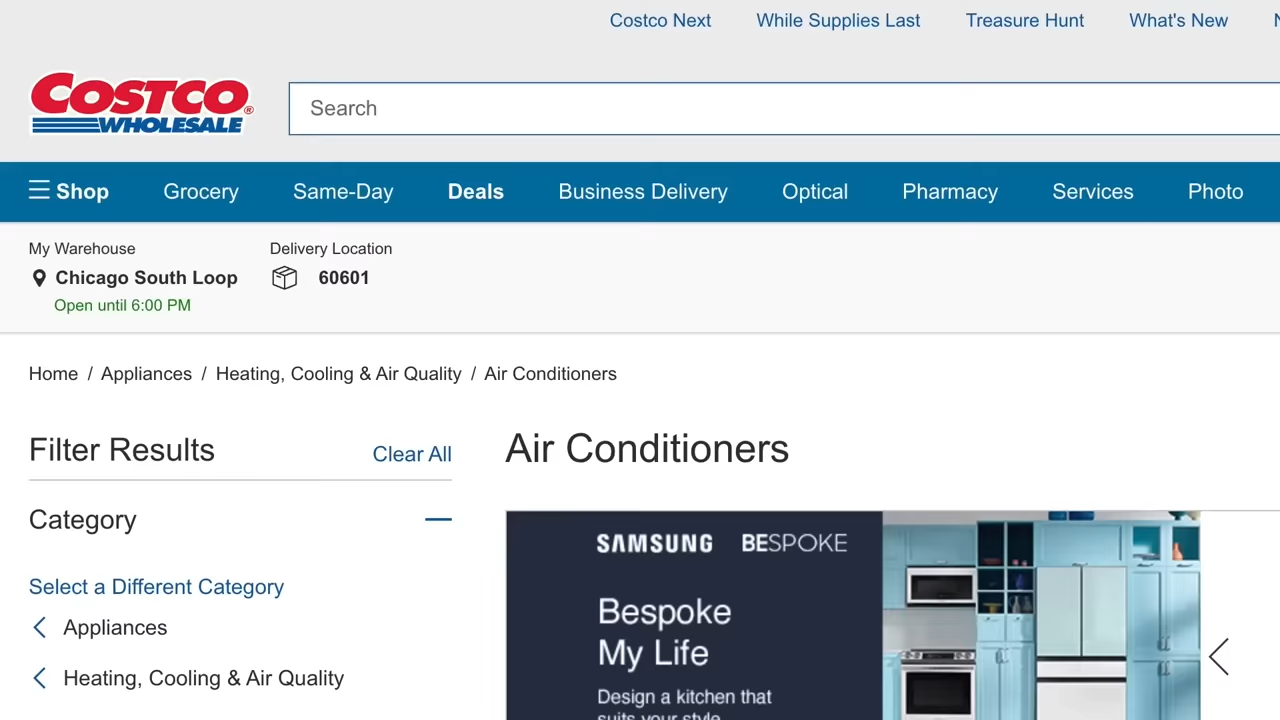 Costco Next While Supplies Last Treasure Hunt What's New
COSTCO®
WHOLESALE
Search
Shop Grocery Same-Day Deals Business Delivery Optical Pharmacy Services Photo
My Warehouse Delivery Location
Chicago South Loop 60601
Open until 6:00 PM
Home / Appliances / Heating, Cooling & Air Quality / Air Conditioners
Filter Results Clear All
Air Conditioners
Category
SAMSUNG BESPOKE
Select a Different Category
Bespoke
My Life
Appliances
Heating, Cooling & Air Quality
Design a kitchen that
suits your style